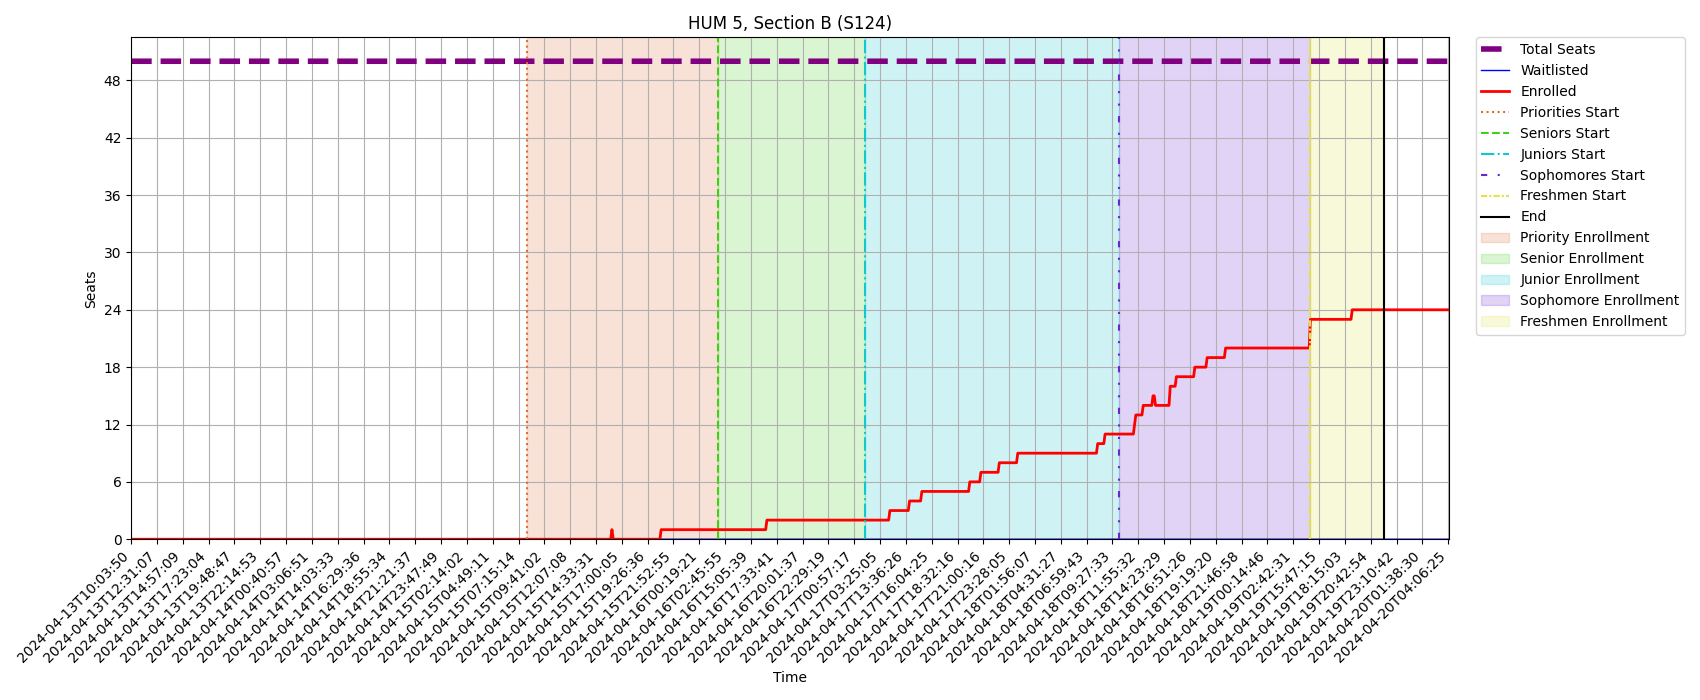 HUM 5, Section B (S124)
Total Seats
Waitlisted
Enrolled
Priorities Start
Seniors Start
Juniors Start
Sophomores Start
Freshmen Start
End
Priority Enrollment
Senior Enrollment
Junior Enrollment
Sophomore Enrollment
Freshmen Enrollment
Seats
48
42
36
30
24
18
12
6
0
2024-04-13T10:03:50
2024-04-13T12:31:07
2024-04-13T14:57:09
2024-04-13T17:23:04
2024-04-13T19:48:47
2024-04-13T22:14:53
2024-04-14T00:40:57
2024-04-14T03:06:51
2024-04-14T14:03:33
2024-04-14T16:29:36
2024-04-14T18:55:34
2024-04-14T21:21:37
2024-04-14T23:47:49
2024-04-15T02:14:02
2024-04-15T04:49:11
2024-04-15T07:15:14
2024-04-15T09:41:02
2024-04-15T12:07:08
2024-04-15T14:33:31
2024-04-15T17:00:05
2024-04-15T19:26:36
2024-04-15T21:52:55
2024-04-16T00:19:21
2024-04-16T02:45:55
2024-04-16T15:05:39
2024-04-16T17:33:41
2024-04-16T20:01:37
2024-04-16T22:29:19
2024-04-17T00:57:17
2024-04-17T03:25:05
2024-04-17T13:36:26
2024-04-17T16:04:25
2024-04-17T18:32:16
2024-04-17T21:00:16
2024-04-17T23:28:05
2024-04-18T01:56:07
2024-04-18T04:31:27
2024-04-18T06:59:43
2024-04-18T09:27:33
2024-04-18T11:55:32
2024-04-18T14:23:29
2024-04-18T16:51:26
2024-04-18T19:19:20
2024-04-18T21:46:58
2024-04-19T00:14:46
2024-04-19T02:42:31
2024-04-19T15:47:15
2024-04-19T18:15:03
2024-04-19T20:42:54
2024-04-19T23:10:42
2024-04-20T01:38:30
2024-04-20T04:06:25
Time